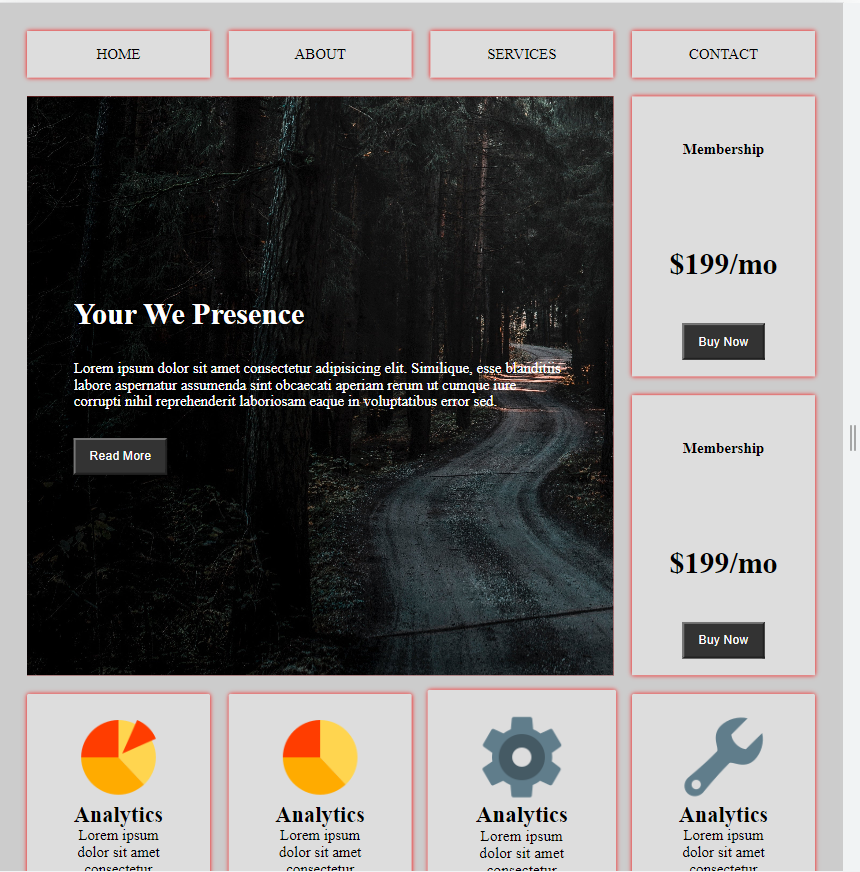 HOME
ABOUT
SERVICES
CONTACT
Your We Presence
Lorem ipsum dolor sit amet consectetur adipisicing elit. Similique, esse blanditiis
labore aspernatur assumenda sint obcaecati aperiam rerum ut cumque iure
corrupti nihil reprehenderit laboriosam eaque in voluptatibus error sed.
Read More
Membership
$199/mo
Buy Now
Membership
$199/mo
Buy Now
Analytics
Lorem ipsum
dolor sit amet
consectetur
Analytics
Lorem ipsum
dolor sit amet
consectetur
Analytics
Lorem ipsum
dolor sit amet
consectetur
Analytics
Lorem ipsum
dolor sit amet
consectetur